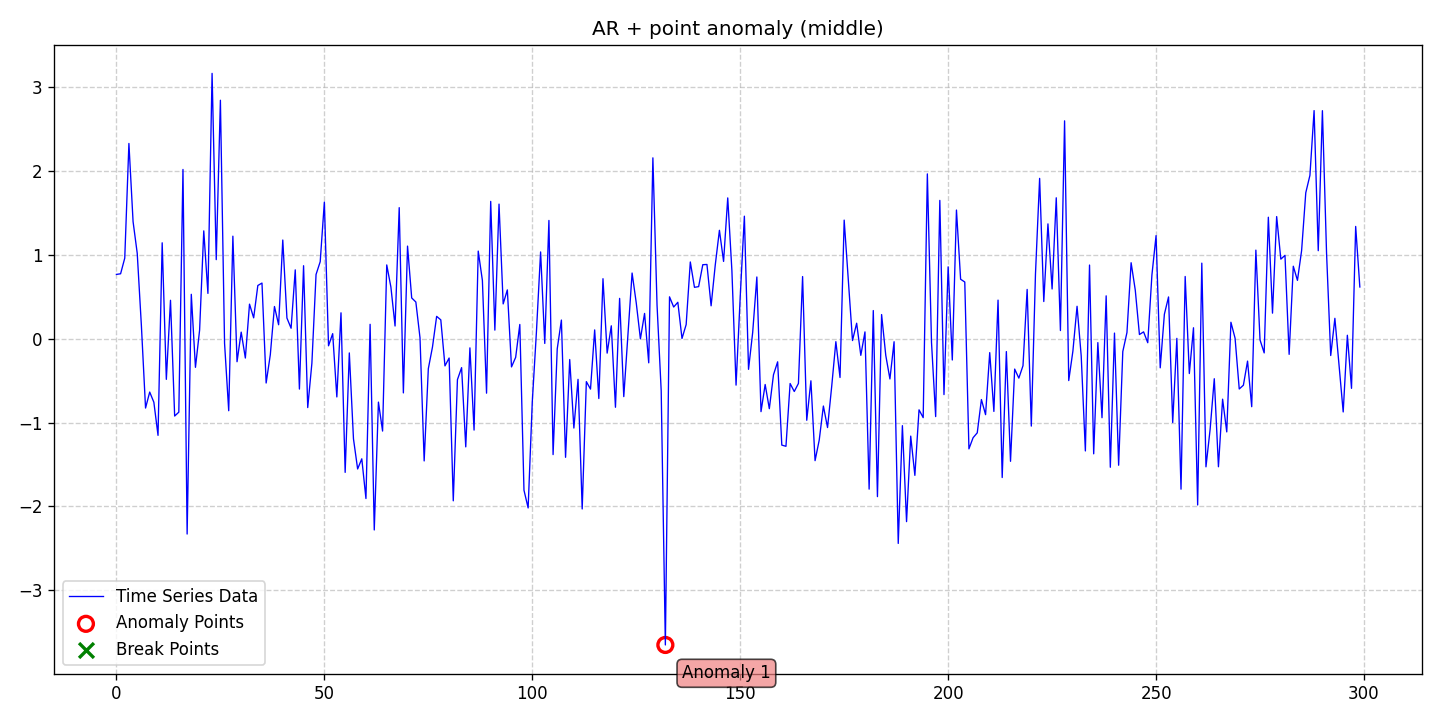 AR + point anomaly (middle)
3
2
1
0
−1
−2
−3
Time Series Data
Anomaly Points
Break Points
Anomaly 1
0 50 100 150 200 250 300